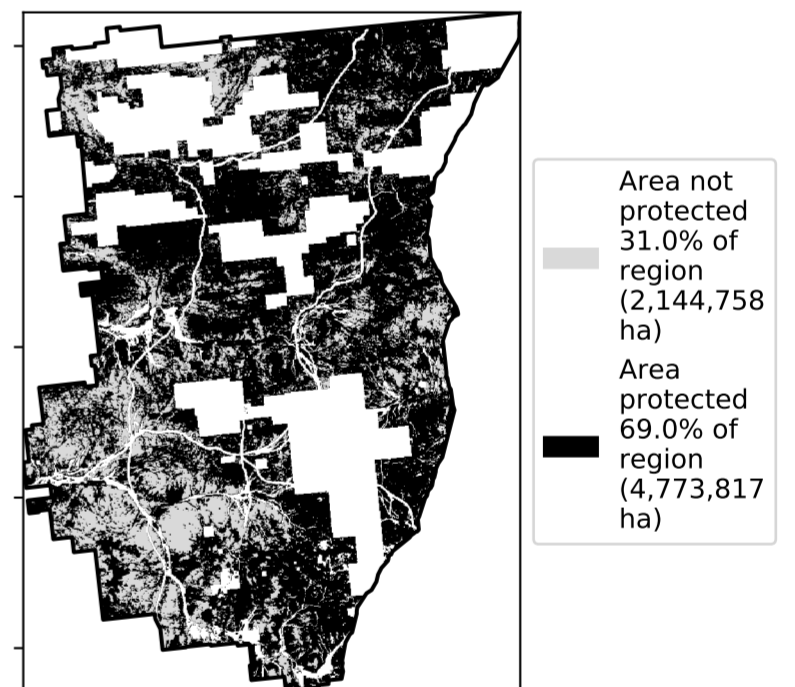 Area not
protected
31.0% of
region
(2,144,758
ha)
Area
protected
69.0% of
region
(4,773,817
ha)